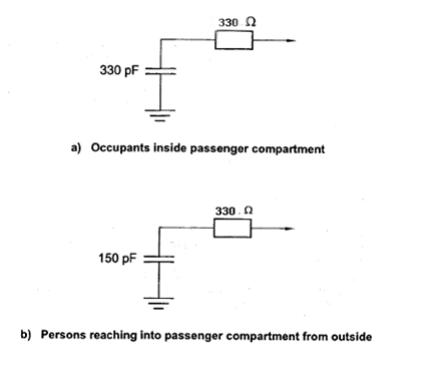 330 Ω
330 pF
a) Occupants inside passenger compartment
330 . Ω
150 pF
b) Persons reaching into passenger compartment from outside